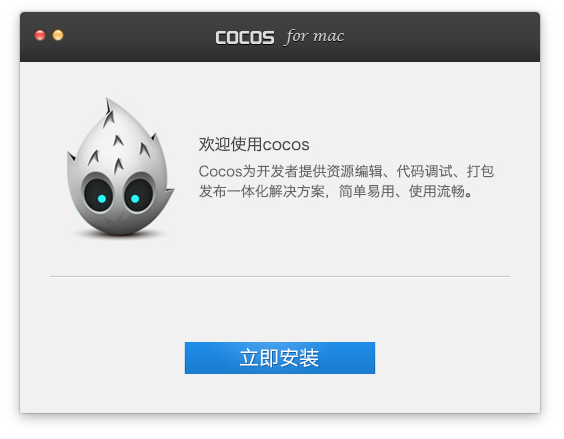 COCOS for mac
欢迎使用cocos
Cocos为开发者提供资源编辑、代码调试、打包
发布一体化解决方案，简单易用、使用流畅。
立即安装